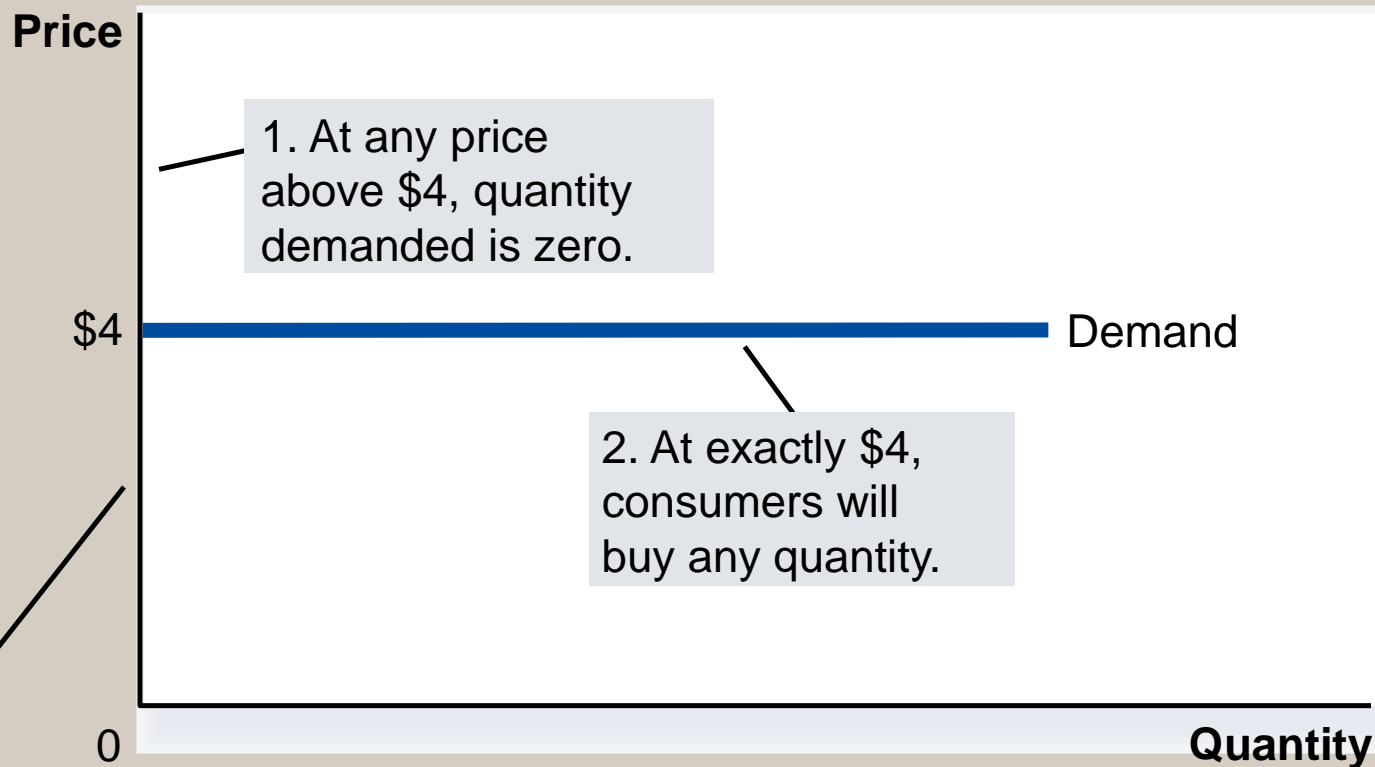 Price
1. At any price
above $4, quantity
demanded is zero.
$4
Demand
2. At exactly $4,
consumers will
buy any quantity.
0
Quantity